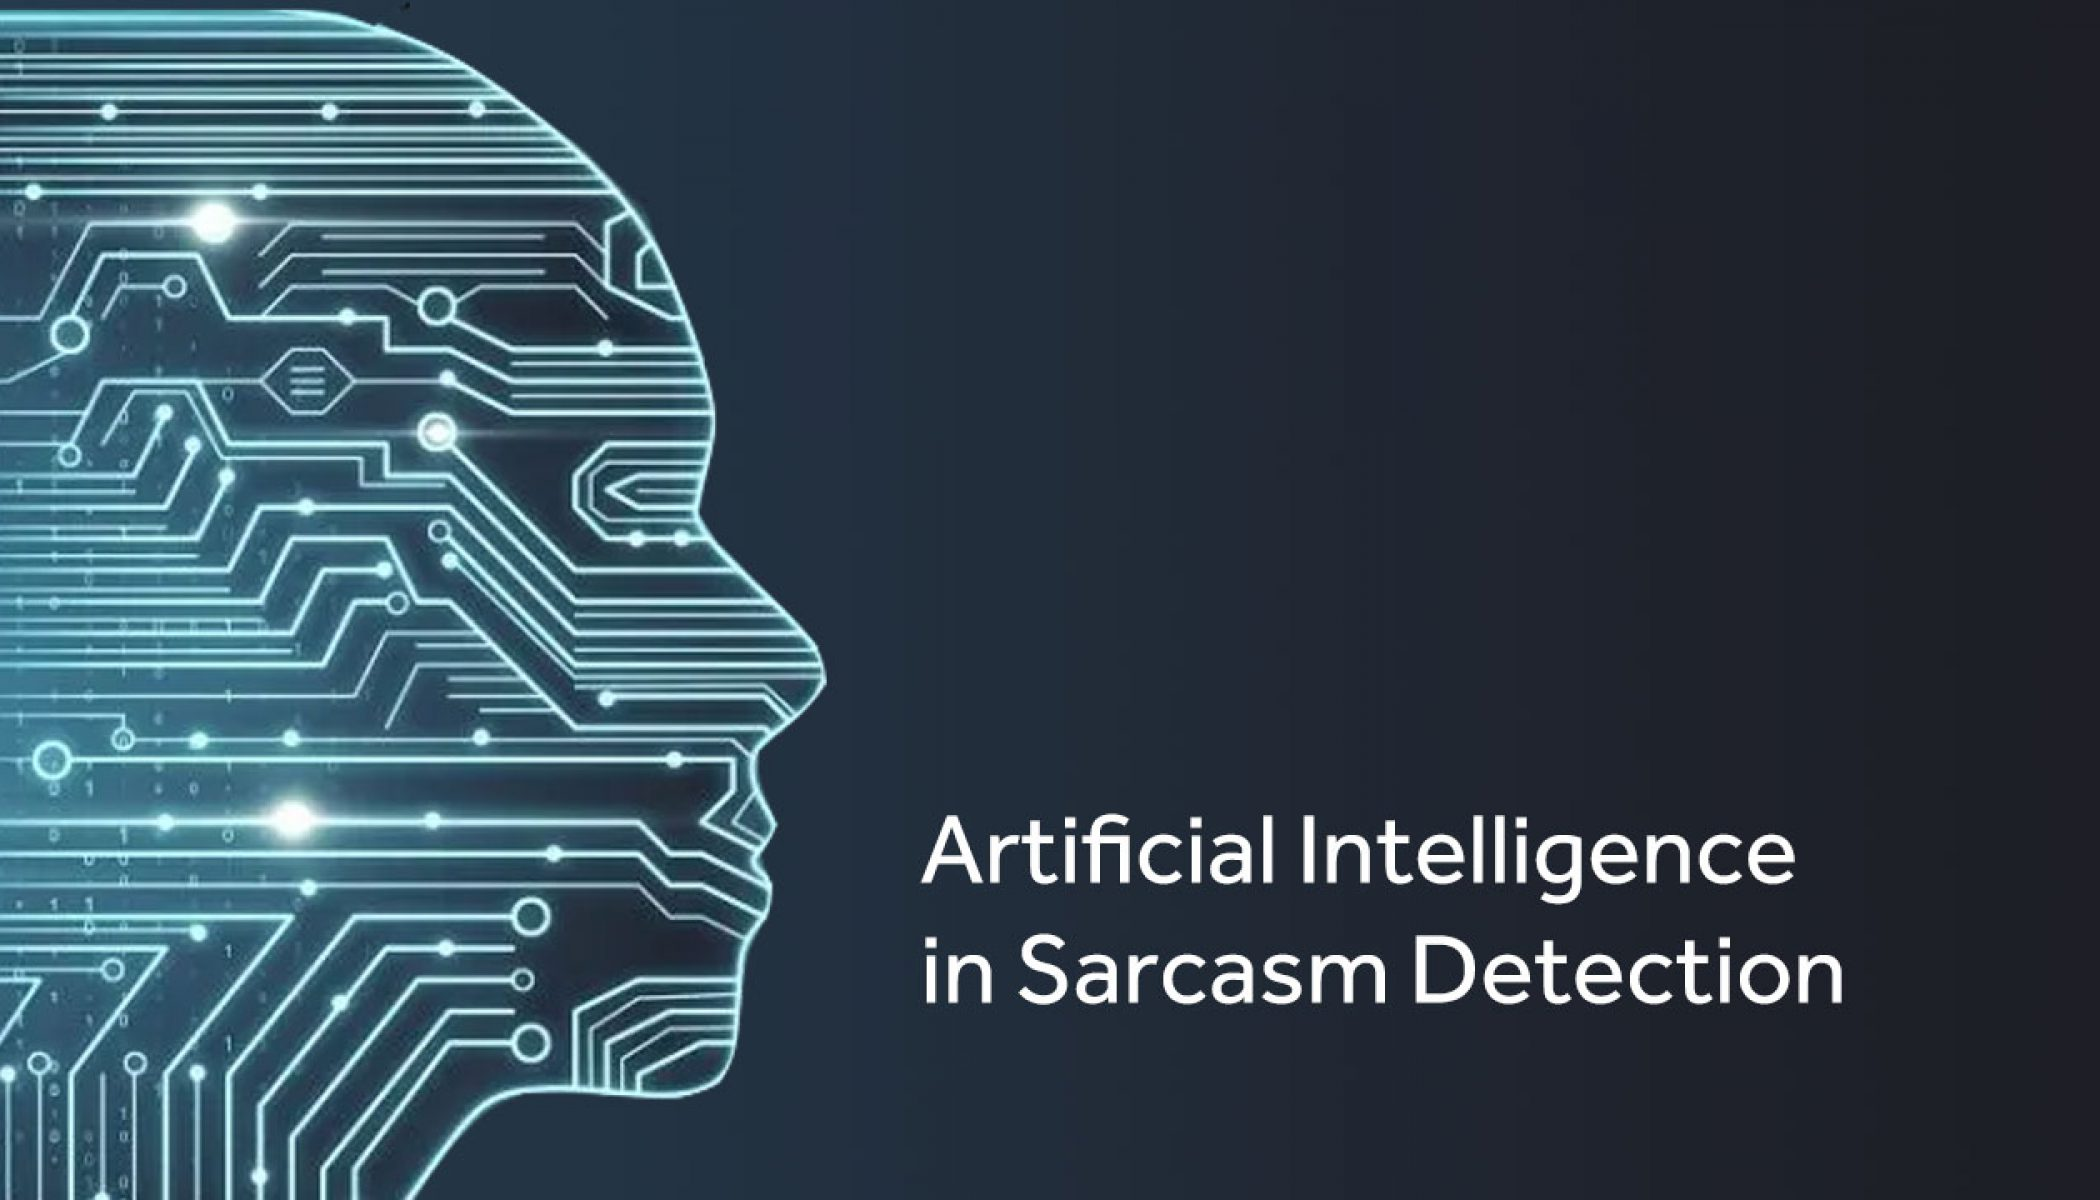 Artificial Intelligence
in Sarcasm Detection